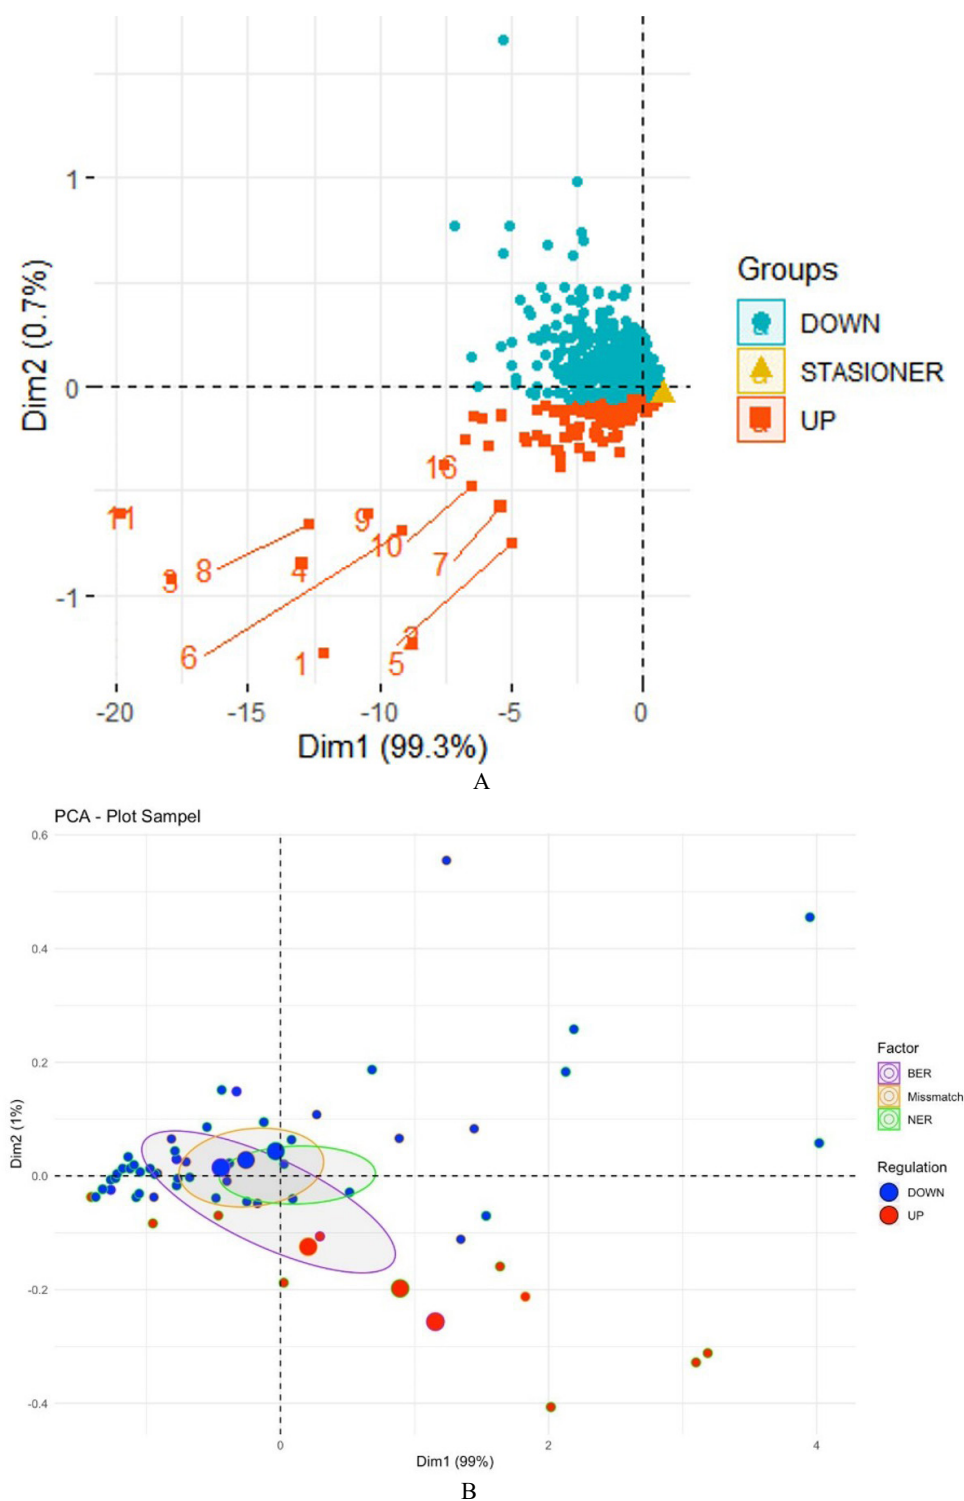 1
0
-1
Dim2 (0.7%)
16
11
9
10
8
3
4
7
6
1
2
5
-20
-15
-10
-5
0
Dim1 (99.3%)
Groups
DOWN
STASIONER
UP
A
PCA - Plot Sampel
0.6
0.4
0.2
0.0
-0.2
-0.4
Dim2 (1%)
0
2
4
Dim1 (99%)
Factor
BER
Missmatch
NER
Regulation
DOWN
UP
B